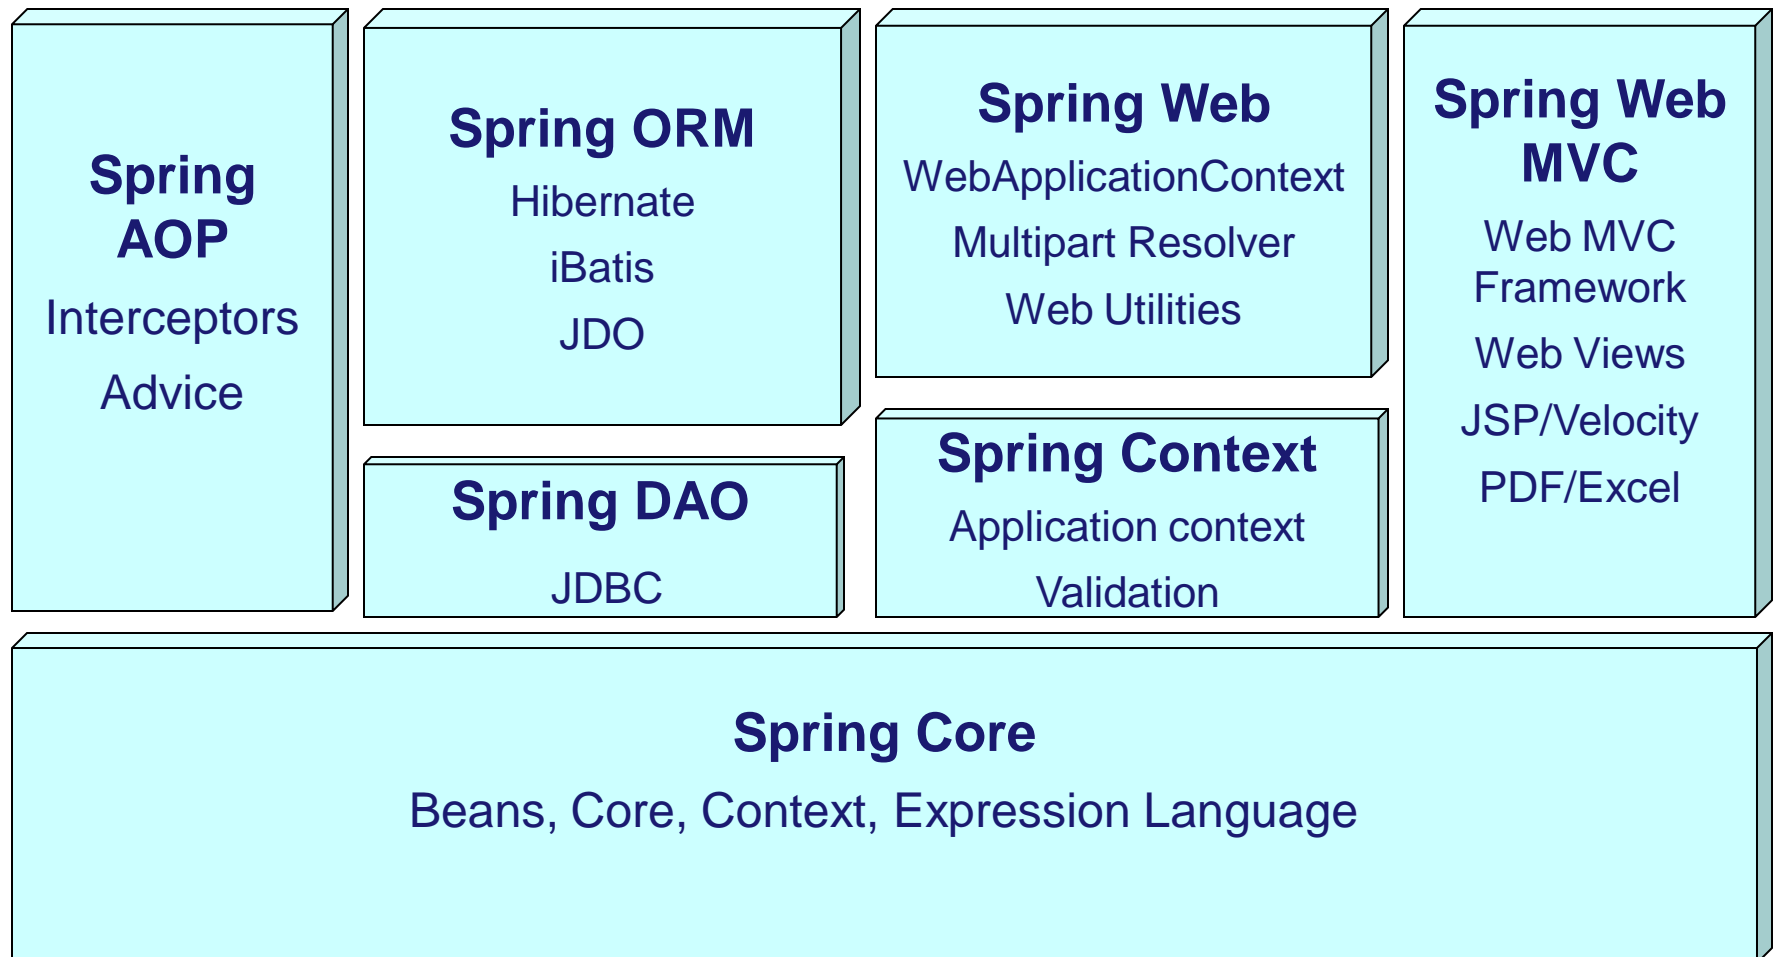 Spring
AOP
Interceptors
Advice
Spring ORM
Hibernate
iBatis
JDO
Spring DAO
JDBC
Spring Web
WebApplicationContext
Multipart Resolver
Web Utilities
Spring Context
Application context
Validation
Spring Web
MVC
Web MVC
Framework
Web Views
JSP/Velocity
PDF/Excel
Spring Core
Beans, Core, Context, Expression Language